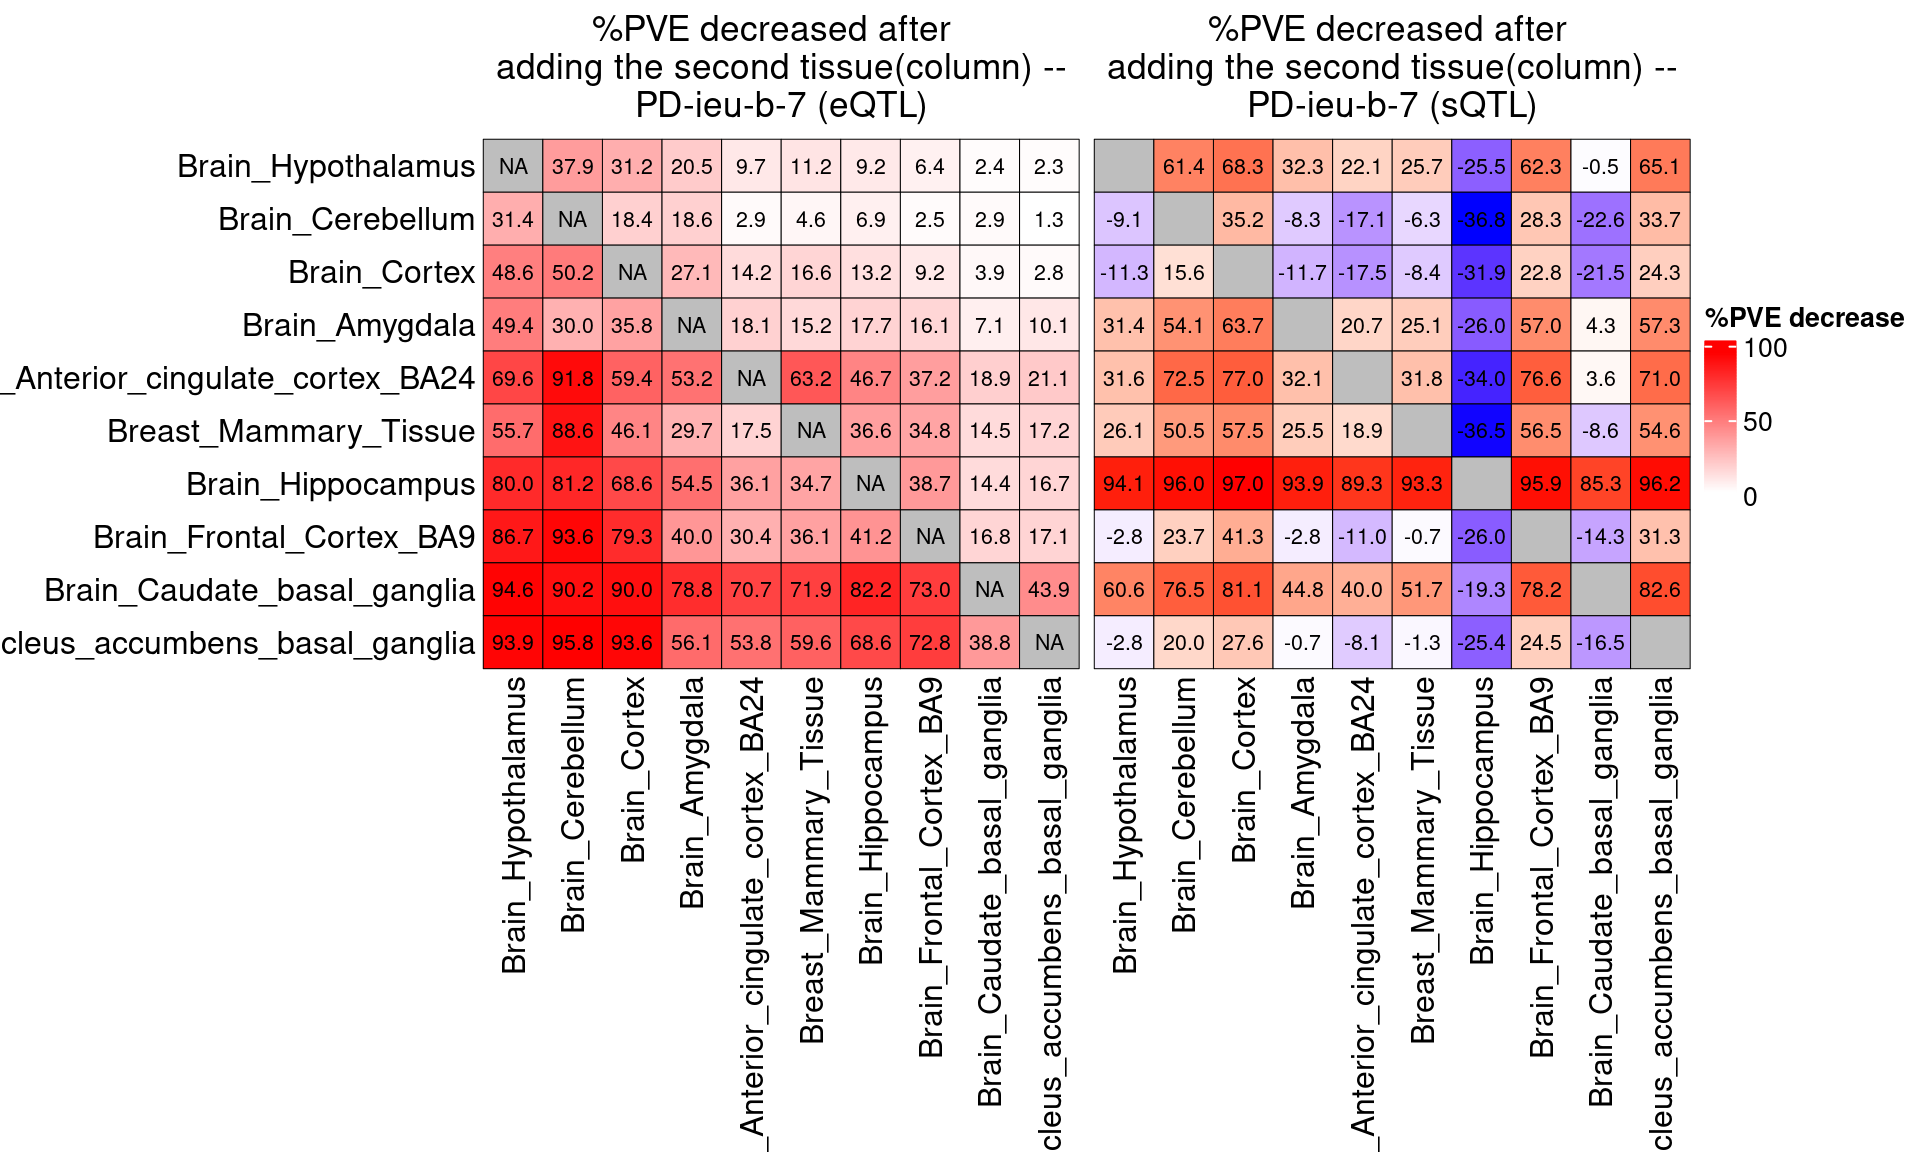 %PVE decreased after
adding the second tissue(column) --
PD-ieu-b-7 (eQTL)
%PVE decreased after
adding the second tissue(column) --
PD-ieu-b-7 (sQTL)
Brain_Hypothalamus NA 37.9 31.2 20.5 9.7 11.2 9.2 6.4 2.4 2.3 61.4 68.3 32.3 22.1 25.7 -25.5 62.3 -0.5 65.1
Brain_Cerebellum 31.4 NA 18.4 18.6 2.9 4.6 6.9 2.5 2.9 1.3 -9.1 35.2 -8.3 -17.1 -6.3 -36.8 28.3 -22.6 33.7
Brain_Cortex 48.6 50.2 NA 27.1 14.2 16.6 13.2 9.2 3.9 2.8 -11.3 15.6 -11.7 -17.5 -8.4 -31.9 22.8 -21.5 24.3
Brain_Amygdala 49.4 30.0 35.8 NA 18.1 15.2 17.7 16.1 7.1 10.1 31.4 54.1 63.7 20.7 25.1 -26.0 57.0 4.3 57.3
_Anterior_cingulate_cortex_BA24 69.6 91.8 59.4 53.2 NA 63.2 46.7 37.2 18.9 21.1 31.6 72.5 77.0 32.1 31.8 -34.0 76.6 3.6 71.0
Breast_Mammary_Tissue 55.7 88.6 46.1 29.7 17.5 NA 36.6 34.8 14.5 17.2 26.1 50.5 57.5 25.5 18.9 -36.5 56.5 -8.6 54.6
Brain_Hippocampus 80.0 81.2 68.6 54.5 36.1 34.7 NA 38.7 14.4 16.7 94.1 96.0 97.0 93.9 89.3 93.3 95.9 85.3 96.2
Brain_Frontal_Cortex_BA9 86.7 93.6 79.3 40.0 30.4 36.1 41.2 NA 16.8 17.1 -2.8 23.7 41.3 -2.8 -11.0 -0.7 -26.0 -14.3 31.3
Brain_Caudate_basal_ganglia 94.6 90.2 90.0 78.8 70.7 71.9 82.2 73.0 NA 43.9 60.6 76.5 81.1 44.8 40.0 51.7 -19.3 78.2 82.6
cleus_accumbens_basal_ganglia 93.9 95.8 93.6 56.1 53.8 59.6 68.6 72.8 38.8 NA -2.8 20.0 27.6 -0.7 -8.1 -1.3 -25.4 24.5 -16.5
Brain_Hypothalamus
Brain_Cerebellum
Brain_Cortex
Brain_Amygdala
_Anterior_cingulate_cortex_BA24
Breast_Mammary_Tissue
Brain_Hippocampus
Brain_Frontal_Cortex_BA9
Brain_Caudate_basal_ganglia
cleus_accumbens_basal_ganglia
Brain_Hypothalamus
Brain_Cerebellum
Brain_Cortex
Brain_Amygdala
_Anterior_cingulate_cortex_BA24
Breast_Mammary_Tissue
Brain_Hippocampus
Brain_Frontal_Cortex_BA9
Brain_Caudate_basal_ganglia
cleus_accumbens_basal_ganglia
%PVE decrease
100
50
0